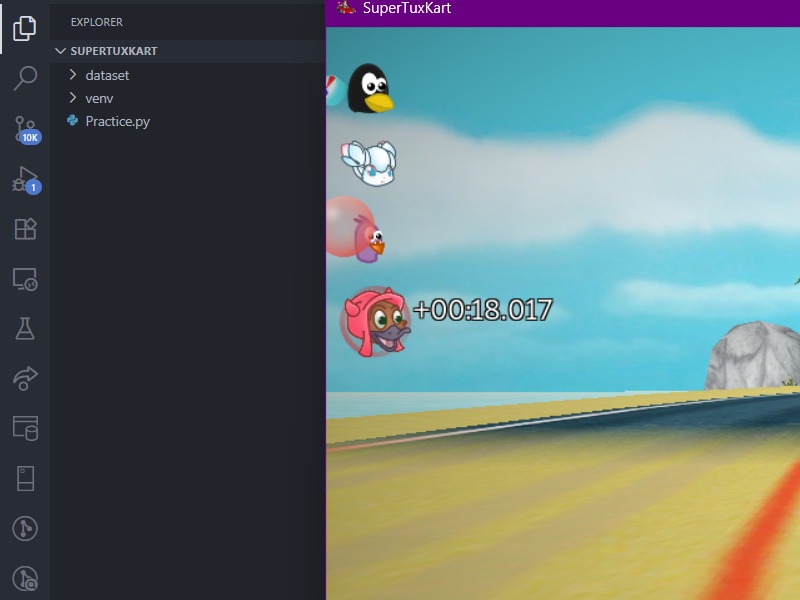 EXPLORER
SUPERTUXKART
dataset
venv
Practice.py
10K
1
SuperTuxKart
+00:18.017